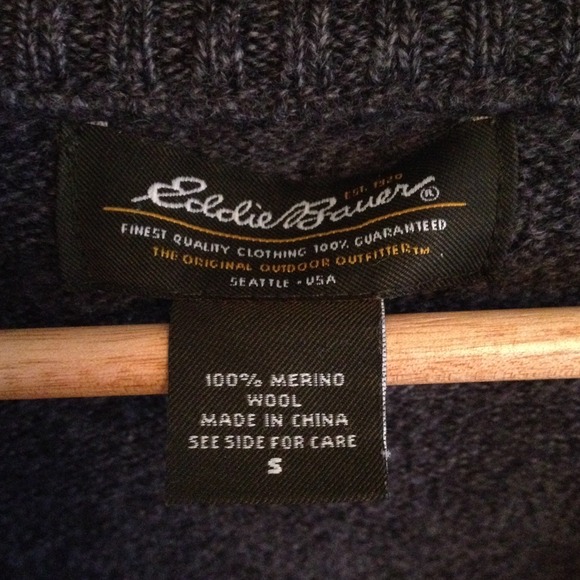 EST. 1920
Eddie Bauer®
FINEST QUALITY CLOTHING 100% GUARANTEED
THE ORIGINAL OUTDOOR OUTFITTER™
SEATTLE • USA
100% MERINO
WOOL
MADE IN CHINA
SEE SIDE FOR CARE
S